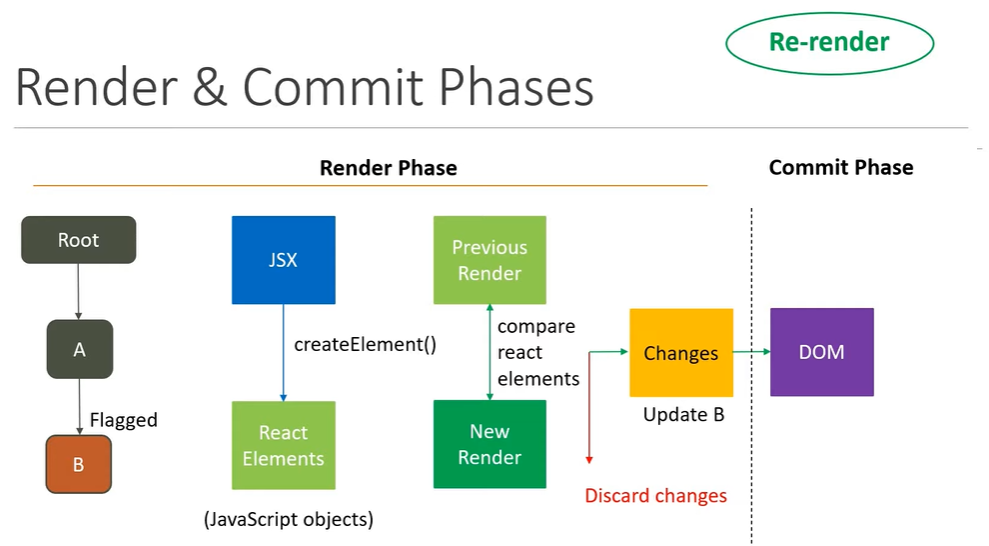 Re-render
Render & Commit Phases
Render Phase
Commit Phase
Root
A
Flagged
B
JSX
createElement()
React
Elements
(JavaScript objects)
Previous
Render
compare
react
elements
New
Render
Changes
Update B
Discard changes
DOM